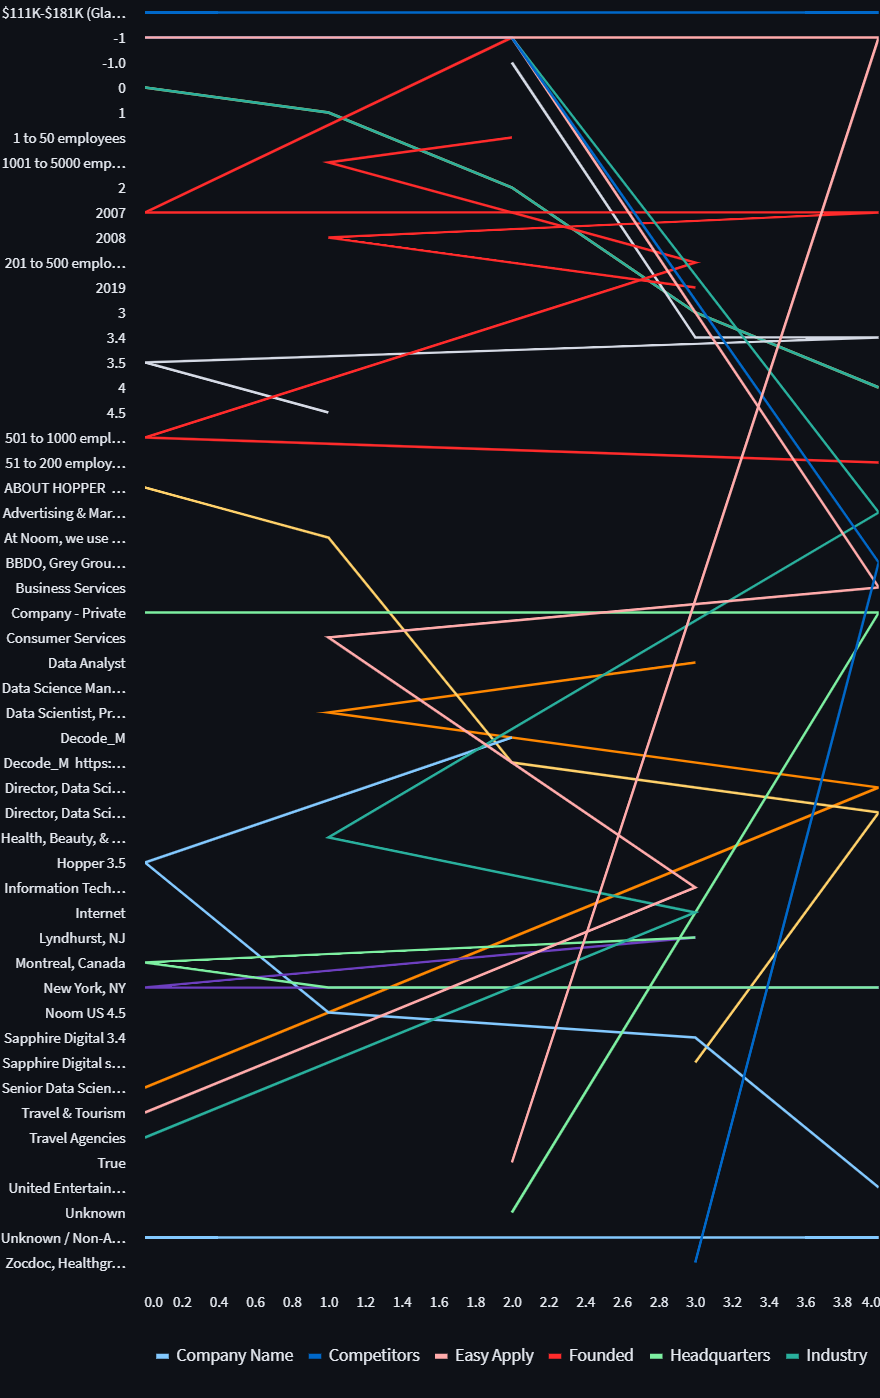 $111K-$181K (Gla...
-1
-1.0
0
1
1 to 50 employees
1001 to 5000 emp...
2
2007
2008
201 to 500 emplo...
2019
3
3.4
3.5
4
4.5
501 to 1000 empl...
51 to 200 employ...
ABOUT HOPPER ...
Advertising & Mar...
At Noom, we use ...
BBDO, Grey Grou...
Business Services
Company - Private
Consumer Services
Data Analyst
Data Science Man...
Data Scientist, Pr...
Decode_M
Decode_M https:...
Director, Data Sci...
Director, Data Sci...
Health, Beauty, & ...
Hopper 3.5
Information Tech...
Internet
Lyndhurst, NJ
Montreal, Canada
New York, NY
Noom US 4.5
Sapphire Digital 3.4
Sapphire Digital s...
Senior Data Scien...
Travel & Tourism
Travel Agencies
True
United Entertain...
Unknown
Unknown / Non-A...
Zocdoc, Healthgr...
0.0 0.2 0.4 0.6 0.8 1.0 1.2 1.4 1.6 1.8 2.0 2.2 2.4 2.6 2.8 3.0 3.2 3.4 3.6 3.8 4.0
Company Name Competitors Easy Apply Founded Headquarters Industry